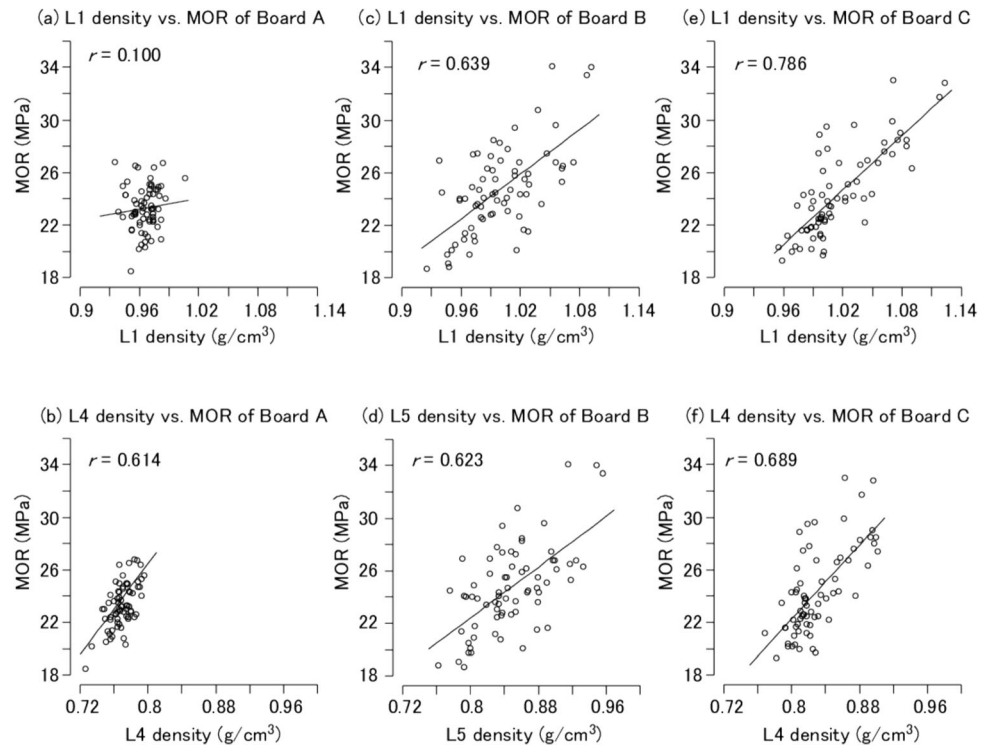 (a) L1 density vs. MOR of Board A
r = 0.100
34
30
26
22
18
MOR (MPa)
0.9 0.96 1.02 1.08 1.14
L1 density (g/cm³)
(c) L1 density vs. MOR of Board B
r = 0.639
34
30
26
22
18
MOR (MPa)
0.9 0.96 1.02 1.08 1.14
L1 density (g/cm³)
(e) L1 density vs. MOR of Board C
r = 0.786
34
30
26
22
18
MOR (MPa)
0.9 0.96 1.02 1.08 1.14
L1 density (g/cm³)
(b) L4 density vs. MOR of Board A
r = 0.614
34
30
26
22
18
MOR (MPa)
0.72 0.8 0.88 0.96
L4 density (g/cm³)
(d) L5 density vs. MOR of Board B
r = 0.623
34
30
26
22
18
MOR (MPa)
0.72 0.8 0.88 0.96
L5 density (g/cm³)
(f) L4 density vs. MOR of Board C
r = 0.689
34
30
26
22
18
MOR (MPa)
0.72 0.8 0.88 0.96
L4 density (g/cm³)